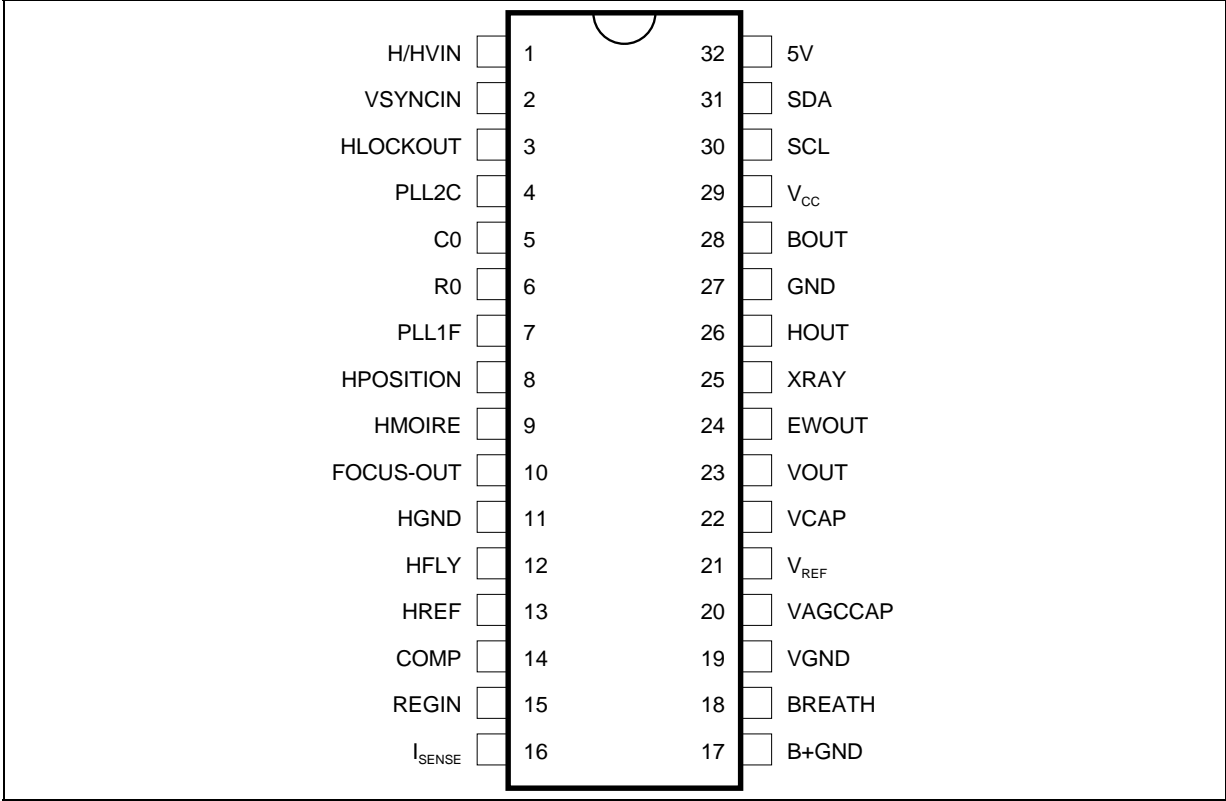 H/HVIN 1 32 5V
VSYNCIN 2 31 SDA
HLOCKOUT 3 30 SCL
PLL2C 4 29 VCC
C0 5 28 BOUT
R0 6 27 GND
PLL1F 7 26 HOUT
HPOSITION 8 25 XRAY
HMOIRE 9 24 EWOUT
FOCUS-OUT 10 23 VOUT
HGND 11 22 VCAP
HFLY 12 21 VREF
HREF 13 20 VAGCCAP
COMP 14 19 VGND
REGIN 15 18 BREATH
ISENSE 16 17 B+GND